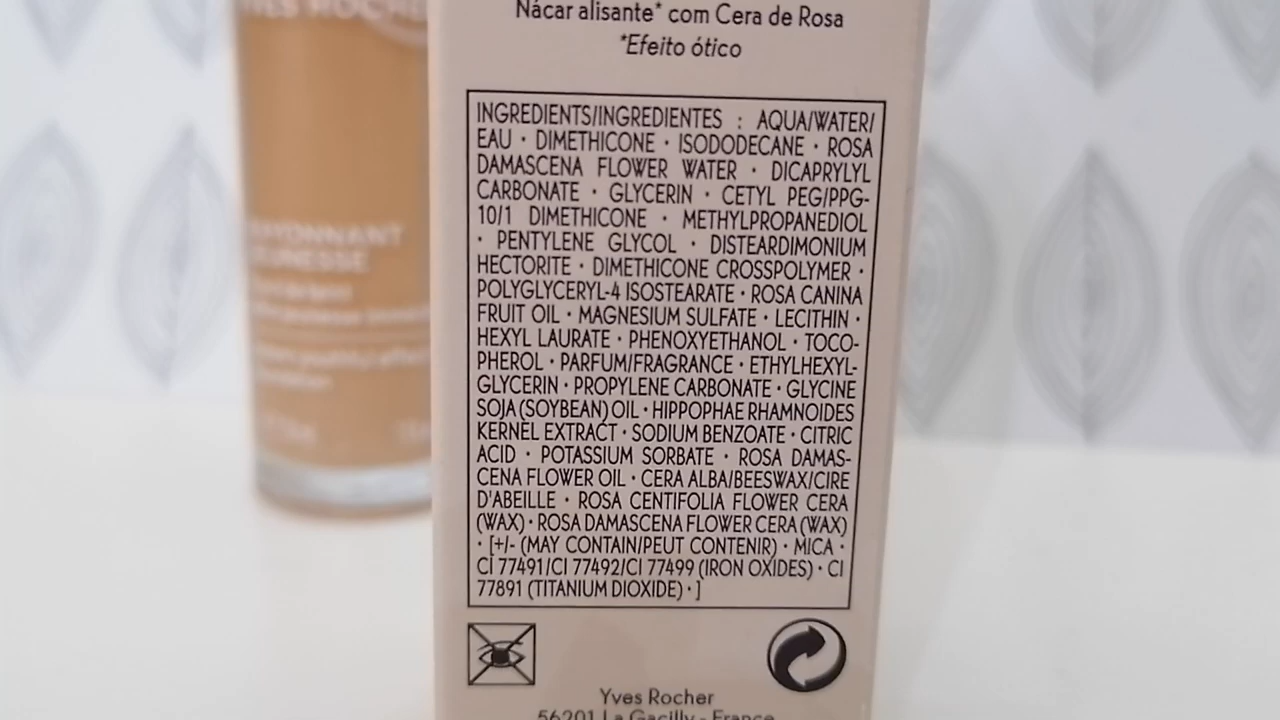 YVES ROCHER
Nácar alisante* com Cera de Rosa
*Efeito ótico
INGREDIENTS/INGREDIENTES : AQUA/WATER/
EAU · DIMETHICONE · ISODODECANE · ROSA
DAMASCENA FLOWER WATER · DICAPRYLYL
CARBONATE · GLYCERIN · CETYL PEG/PPG-
10/1 DIMETHICONE · METHYLPROPANEDIOL
· PENTYLENE GLYCOL · DISTEARDIMONIUM
HECTORITE · DIMETHICONE CROSSPOLYMER ·
POLYGLYCERYL-4 ISOSTEARATE · ROSA CANINA
FRUIT OIL · MAGNESIUM SULFATE · LECITHIN ·
HEXYL LAURATE · PHENOXYETHANOL · TOCO-
PHEROL · PARFUM/FRAGRANCE · ETHYLHEXYL-
GLYCERIN · PROPYLENE CARBONATE · GLYCINE
SOJA (SOYBEAN) OIL · HIPPOPHAE RHAMNOIDES
KERNEL EXTRACT · SODIUM BENZOATE · CITRIC
ACID · POTASSIUM SORBATE · ROSA DAMAS-
CENA FLOWER OIL · CERA ALBA/BEESWAX/CIRE
D'ABEILLE · ROSA CENTIFOLIA FLOWER CERA
(WAX) · ROSA DAMASCENA FLOWER CERA (WAX)
· [+/- (MAY CONTAIN/PEUT CONTENIR) · MICA ·
CI 77491/CI 77492/CI 77499 (IRON OXIDES) · CI
77891 (TITANIUM DIOXIDE) · ]
Yves Rocher
56201 La Gacilly - France